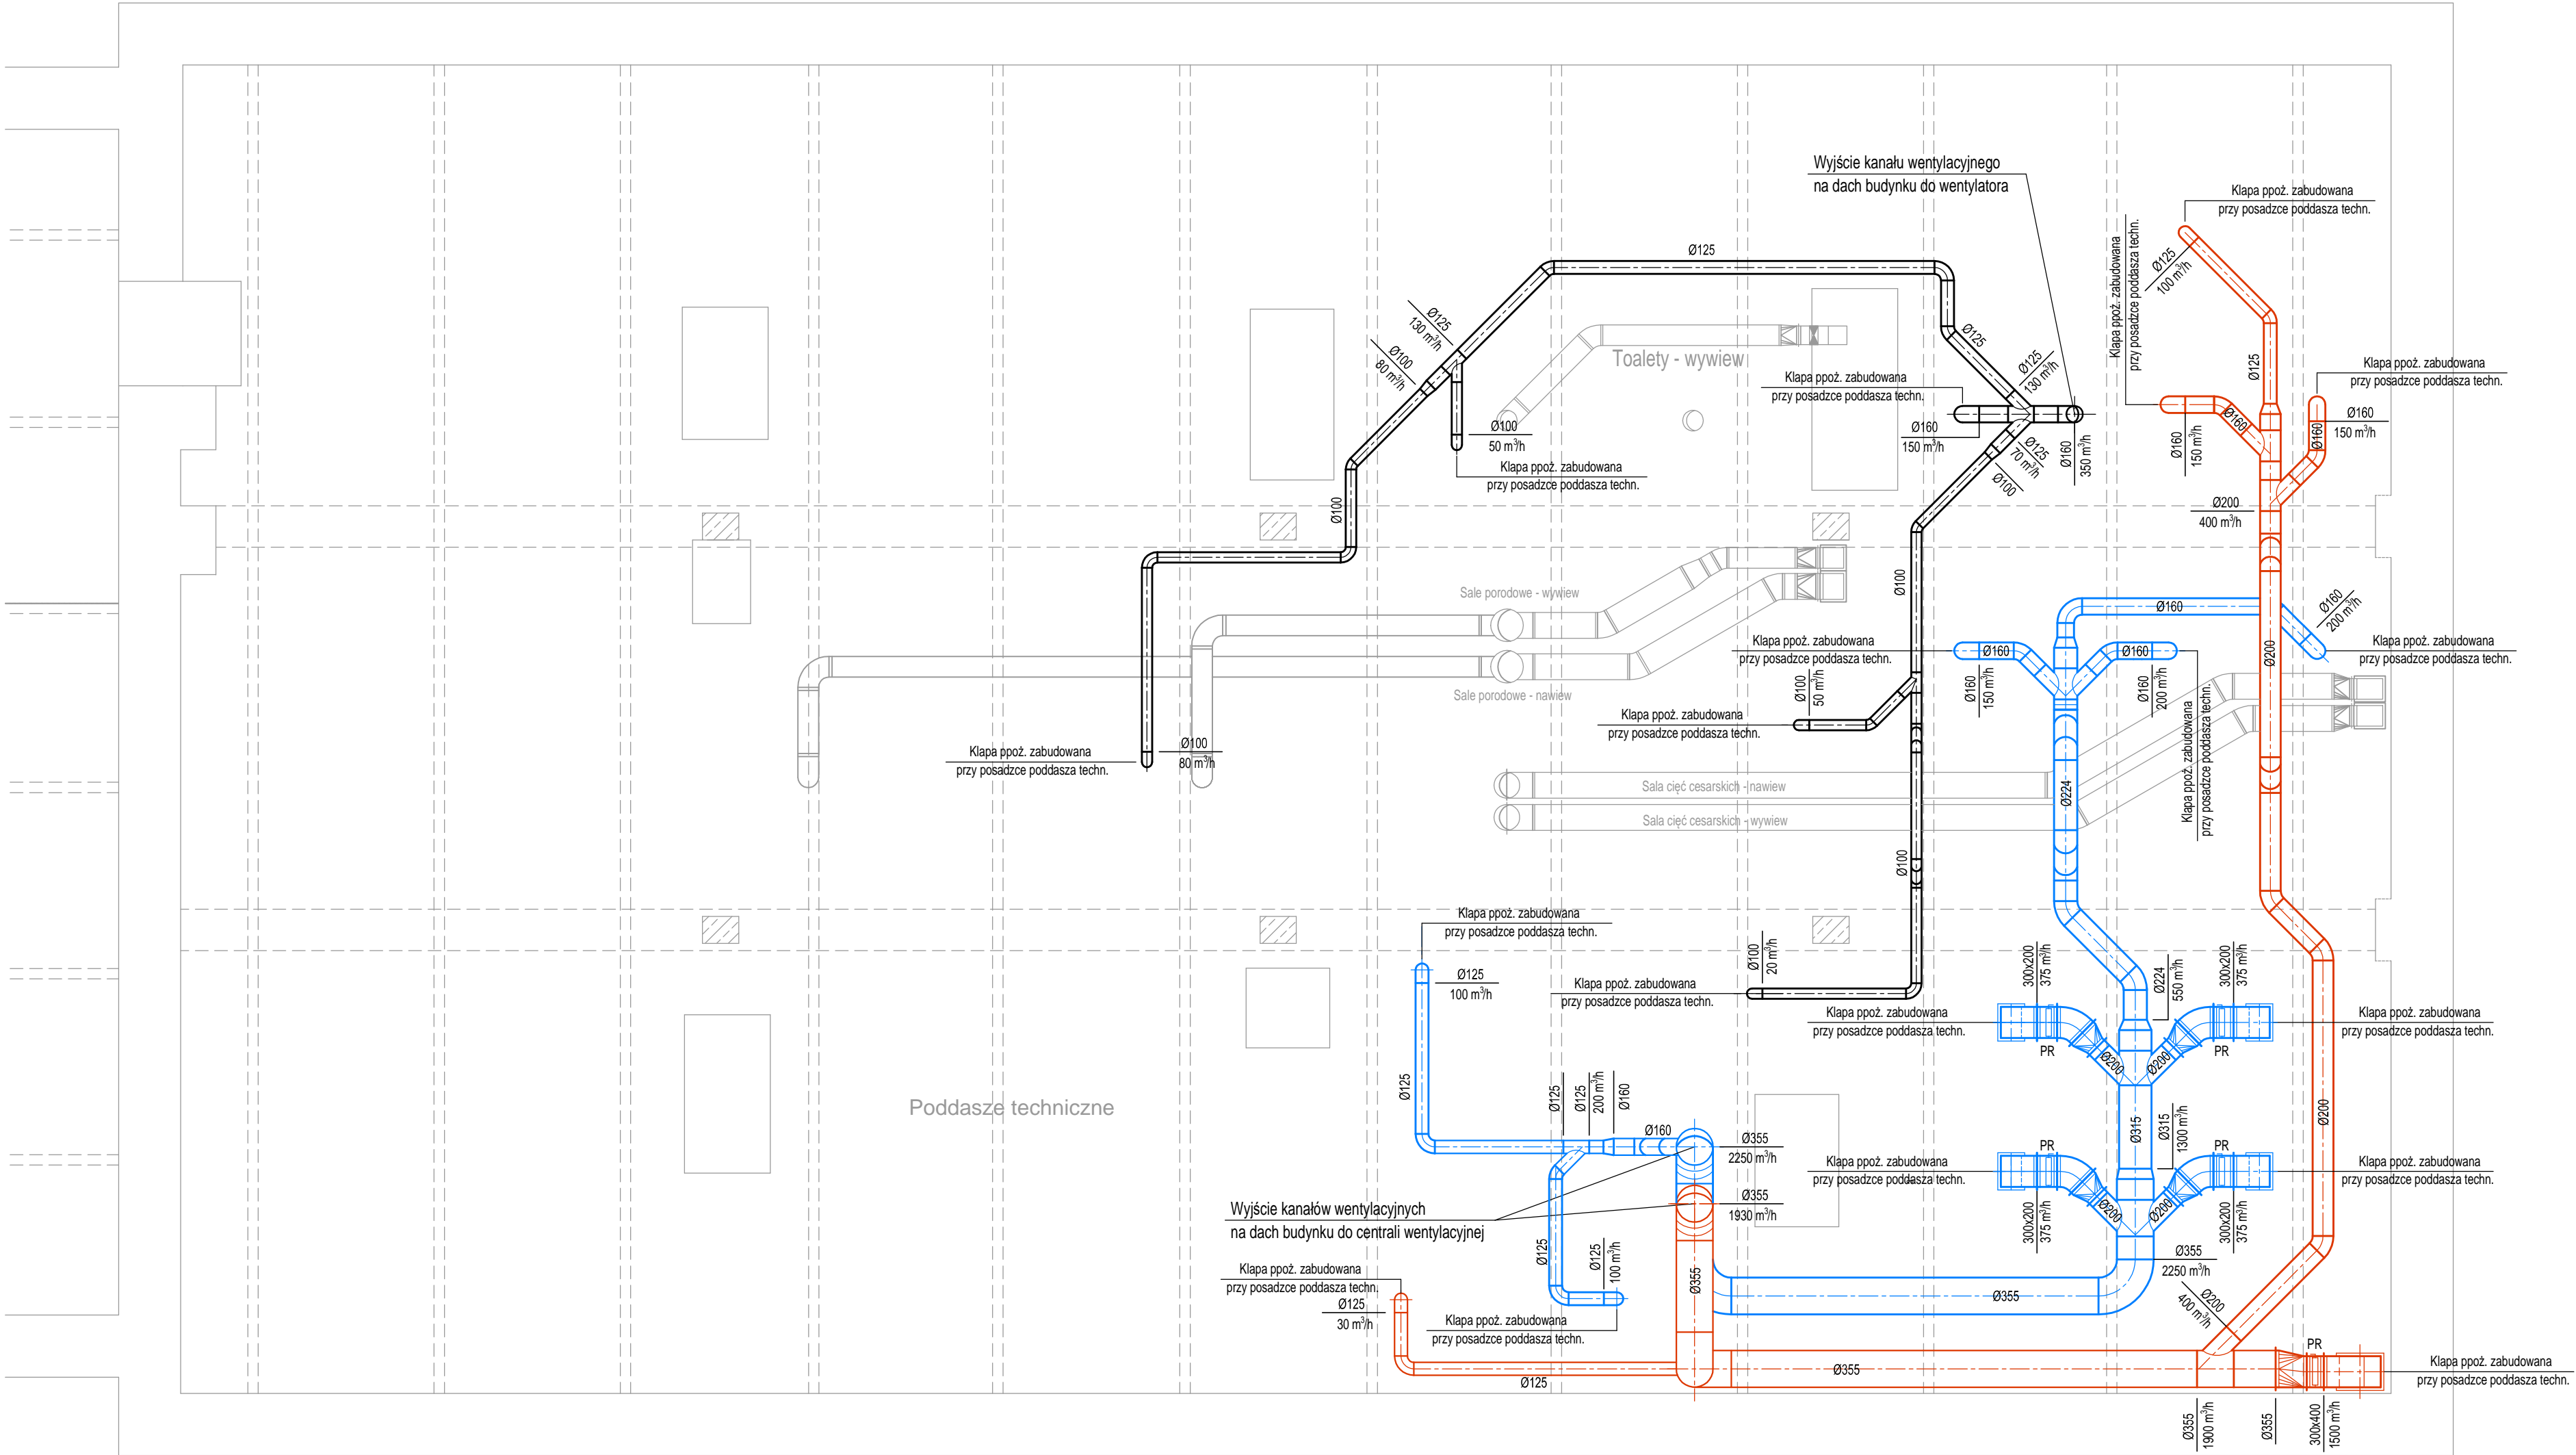 Wyjście kanału wentylacyjnego
na dach budynku do wentylatora
Klapa ppoż. zabudowana
przy posadzce poddasza techn.
Klapa ppoż. zabudowana
przy posadzce poddasza techn.
Ø125
100 m³/h
Ø125
Ø125
130 m³/h
Ø100
80 m³/h
Toalety - wywiew
Ø125
Ø125
130 m³/h
Klapa ppoż. zabudowana
przy posadzce poddasza techn.
Ø160
150 m³/h
Ø125
70 m³/h
Ø100
Ø160
350 m³/h
Ø125
Klapa ppoż. zabudowana
przy posadzce poddasza techn.
Ø160
Ø160
150 m³/h
Ø160
Ø160
150 m³/h
Ø100
50 m³/h
Klapa ppoż. zabudowana
przy posadzce poddasza techn.
Ø100
Ø200
400 m³/h
Sale porodowe - wywiew
Sale porodowe - nawiew
Ø100
Ø160
Ø160
200 m³/h
Klapa ppoż. zabudowana
przy posadzce poddasza techn.
Ø160
Ø160
Klapa ppoż. zabudowana
przy posadzce poddasza techn.
Ø200
Ø100
50 m³/h
Ø160
150 m³/h
Ø160
200 m³/h
Klapa ppoż. zabudowana
przy posadzce poddasza techn.
Klapa ppoż. zabudowana
przy posadzce poddasza techn.
Klapa ppoż. zabudowana
przy posadzce poddasza techn.
Ø100
80 m³/h
Sala cięć cesarskich - nawiew
Sala cięć cesarskich - wywiew
Ø224
Ø100
Klapa ppoż. zabudowana
przy posadzce poddasza techn.
Ø125
100 m³/h
Ø100
20 m³/h
Klapa ppoż. zabudowana
przy posadzce poddasza techn.
300x200
375 m³/h
Ø224
550 m³/h
300x200
375 m³/h
Klapa ppoż. zabudowana
przy posadzce poddasza techn.
Klapa ppoż. zabudowana
przy posadzce poddasza techn.
PR
PR
Ø200
Ø200
Poddasze techniczne
Ø125
Ø125
Ø125
200 m³/h
Ø160
Ø160
Ø355
2250 m³/h
Ø315
Ø315
1300 m³/h
Ø200
PR
PR
Klapa ppoż. zabudowana
przy posadzce poddasza techn.
Klapa ppoż. zabudowana
przy posadzce poddasza techn.
Ø200
Ø200
300x200
375 m³/h
300x200
375 m³/h
Wyjście kanałów wentylacyjnych
na dach budynku do centrali wentylacyjnej
Ø355
1930 m³/h
Ø125
Ø125
100 m³/h
Ø355
Ø355
2250 m³/h
Ø355
Ø200
400 m³/h
Klapa ppoż. zabudowana
przy posadzce poddasza techn.
Ø125
30 m³/h
Klapa ppoż. zabudowana
przy posadzce poddasza techn.
Ø125
Ø355
PR
Klapa ppoż. zabudowana
przy posadzce poddasza techn.
Ø355
1900 m³/h
Ø355
300x400
1500 m³/h